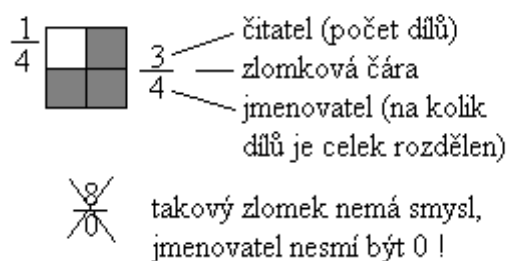 1/4
čitatel (počet dílů)
3/4
zlomková čára
jmenovatel (na kolik
dílů je celek rozdělen)
8/0
takový zlomek nemá smysl,
jmenovatel nesmí být 0 !